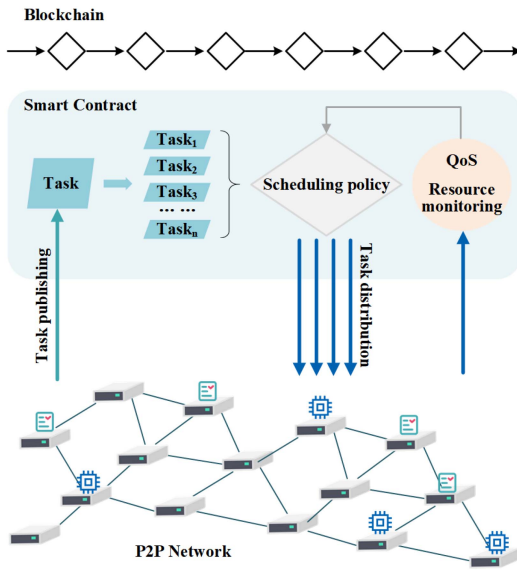 Blockchain
Smart Contract
Task
Task1
Task2
Task3
... ...
Taskn
Scheduling policy
QoS
Resource
monitoring
Task publishing
Task distribution
P2P Network